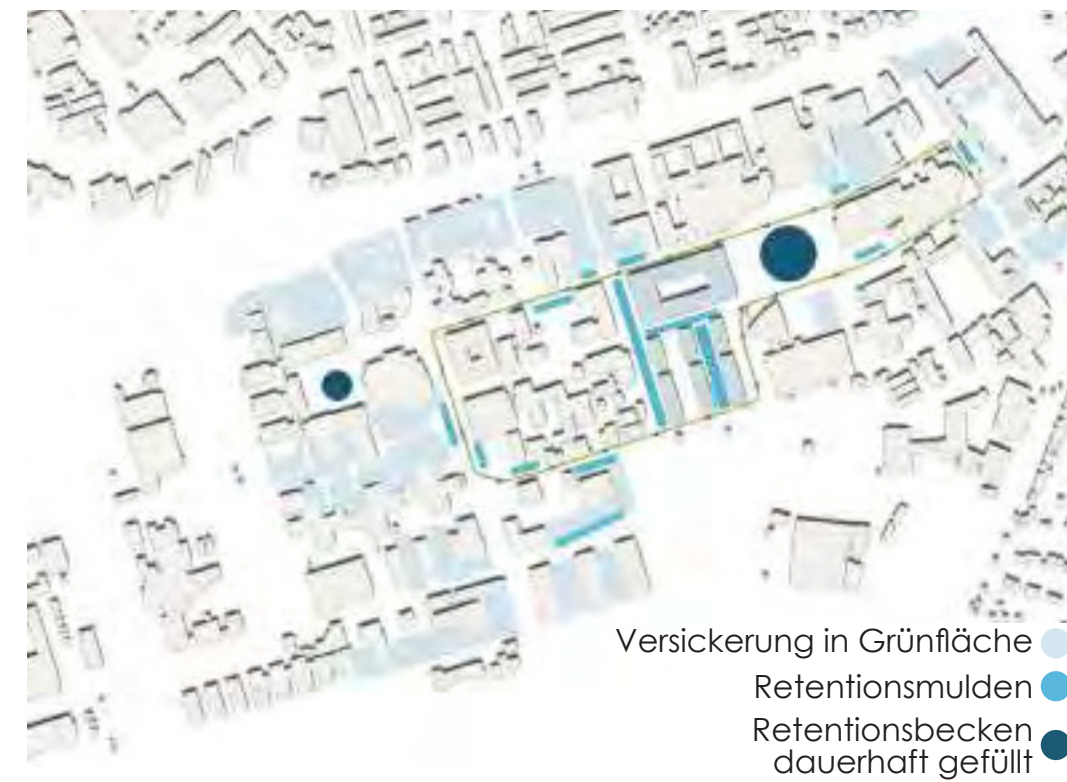 Versickerung in Grünfläche
Retentionsmulden
Retentionsbecken
dauerhaft gefüllt